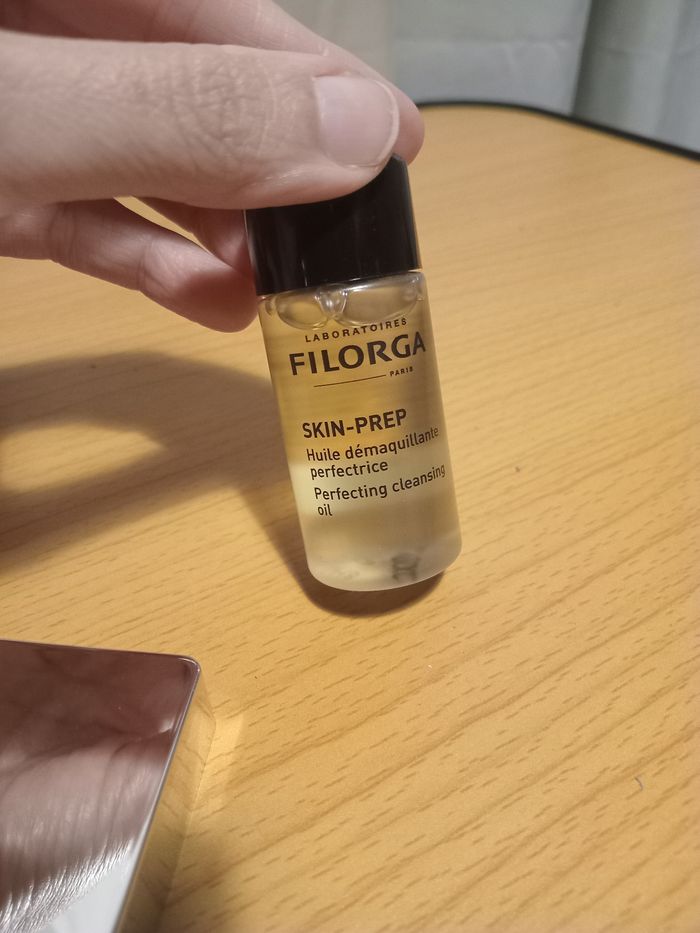 LABORATOIRES
FILORGA
PARIS
SKIN-PREP
Huile démaquillante
perfectrice
Perfecting cleansing
oil